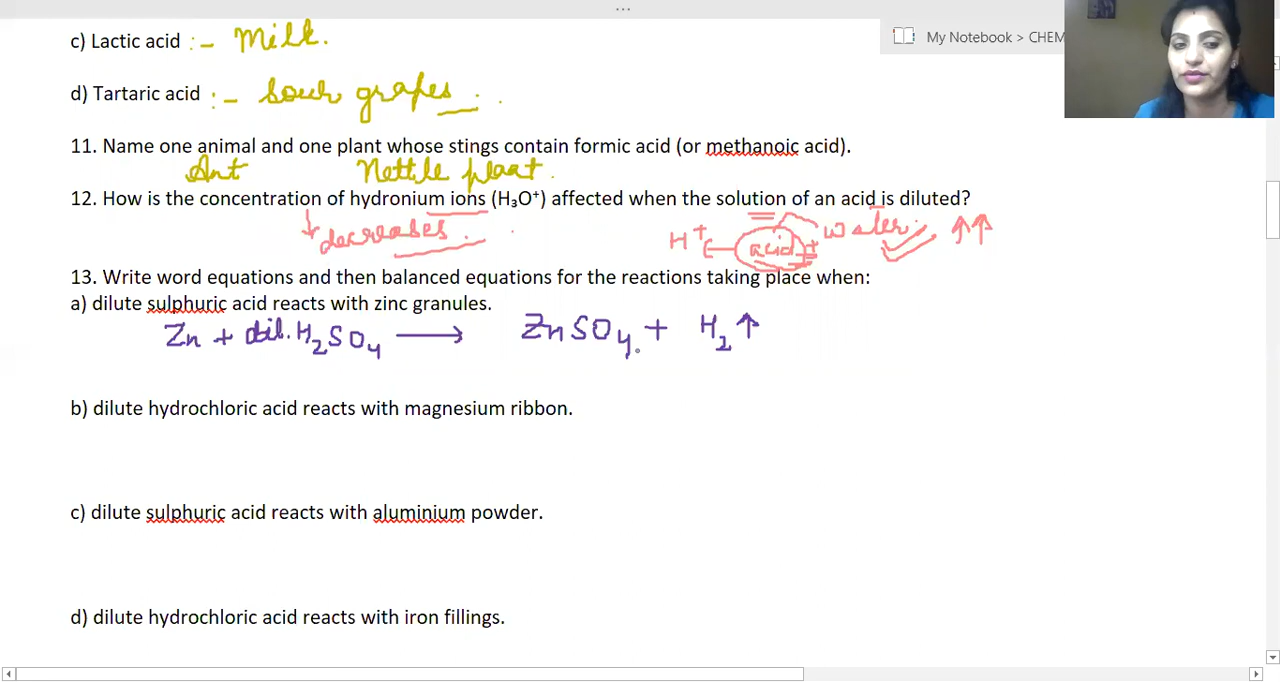 ...
c) Lactic acid :- Milk.
My Notebook > CHEM
d) Tartaric acid :- Sour grapes.
11. Name one animal and one plant whose stings contain formic acid (or methanoic acid).
Ant Nettle plant.
12. How is the concentration of hydronium ions (H₃O⁺) affected when the solution of an acid is diluted?
↓ decreases. H⁺ ← acid + water. ↑↑
13. Write word equations and then balanced equations for the reactions taking place when:
a) dilute sulphuric acid reacts with zinc granules.
Zn + dil. H₂SO₄ ⟶ ZnSO₄ + H₂↑
b) dilute hydrochloric acid reacts with magnesium ribbon.
c) dilute sulphuric acid reacts with aluminium powder.
d) dilute hydrochloric acid reacts with iron fillings.